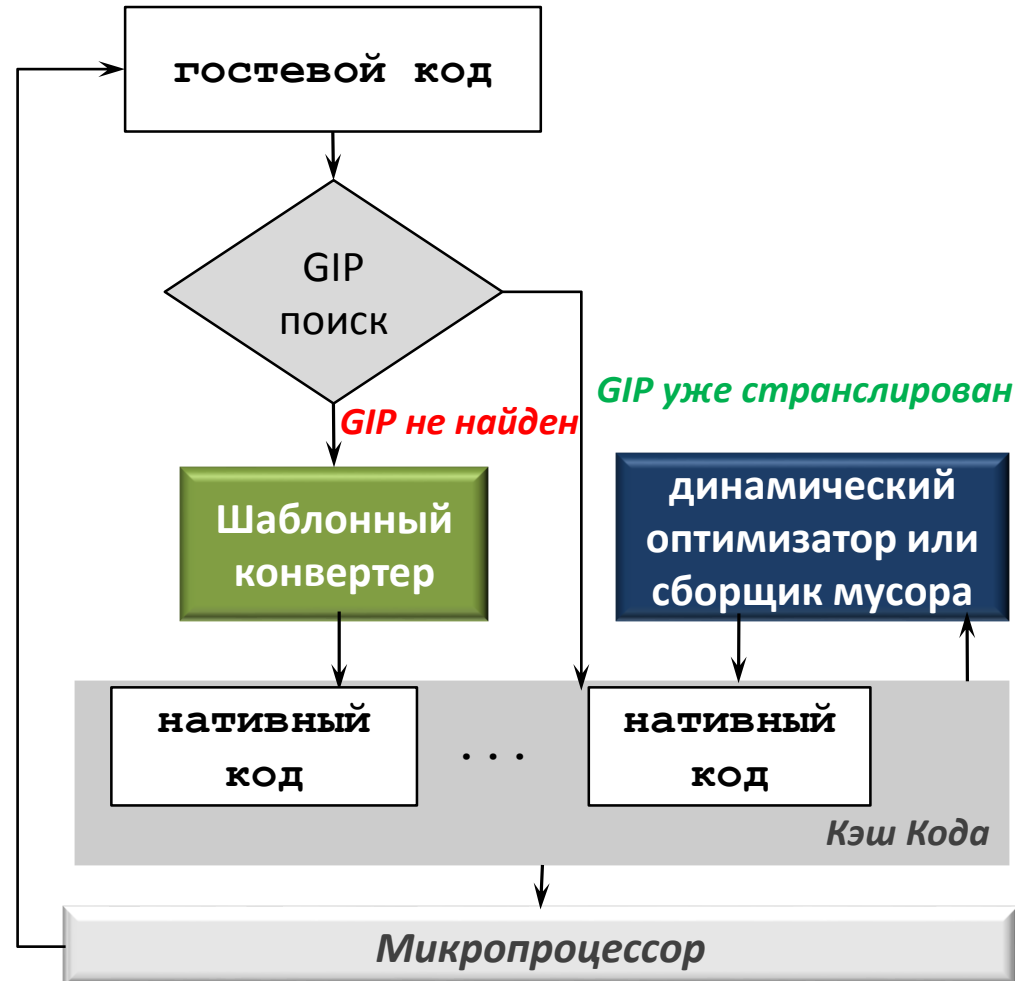 гостевой код
GIP
поиск
GIP уже странслирован
GIP не найден
Шаблонный
конвертер
динамический
оптимизатор или
сборщик мусора
нативный
код
...
нативный
код
Кэш Кода
Микропроцессор